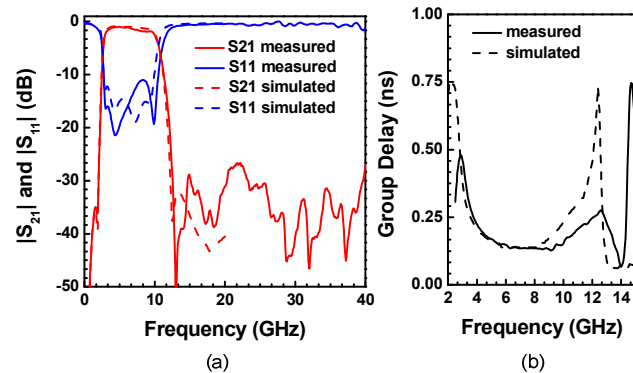 0
-10
-20
-30
-40
-50
|S21| and |S11| (dB)
S21 measured
S11 measured
S21 simulated
S11 simulated
0 10 20 30 40
Frequency (GHz)
(a)
1.00
0.75
0.50
0.25
0.00
Group Delay (ns)
measured
simulated
2 4 6 8 10 12 14
Frequency (GHz)
(b)